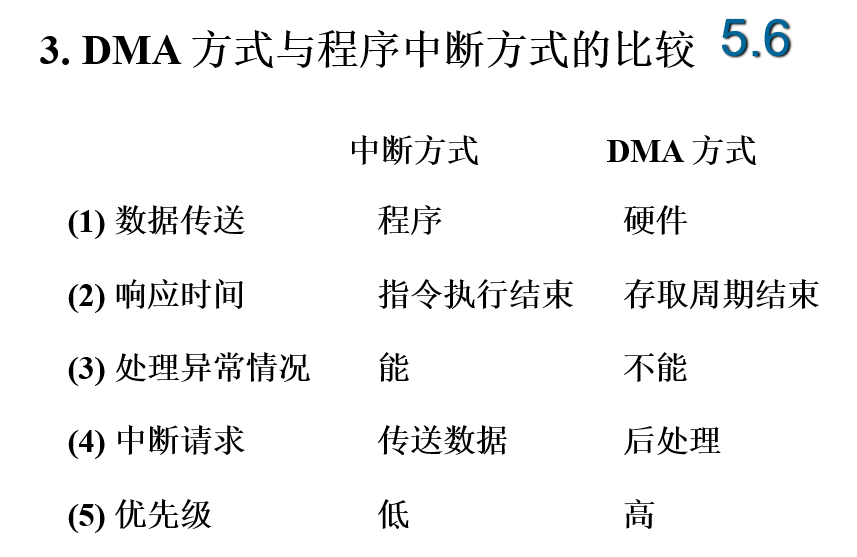 3. DMA 方式与程序中断方式的比较 5.6
中断方式 DMA 方式
(1) 数据传送 程序 硬件
(2) 响应时间 指令执行结束 存取周期结束
(3) 处理异常情况 能 不能
(4) 中断请求 传送数据 后处理
(5) 优先级 低 高